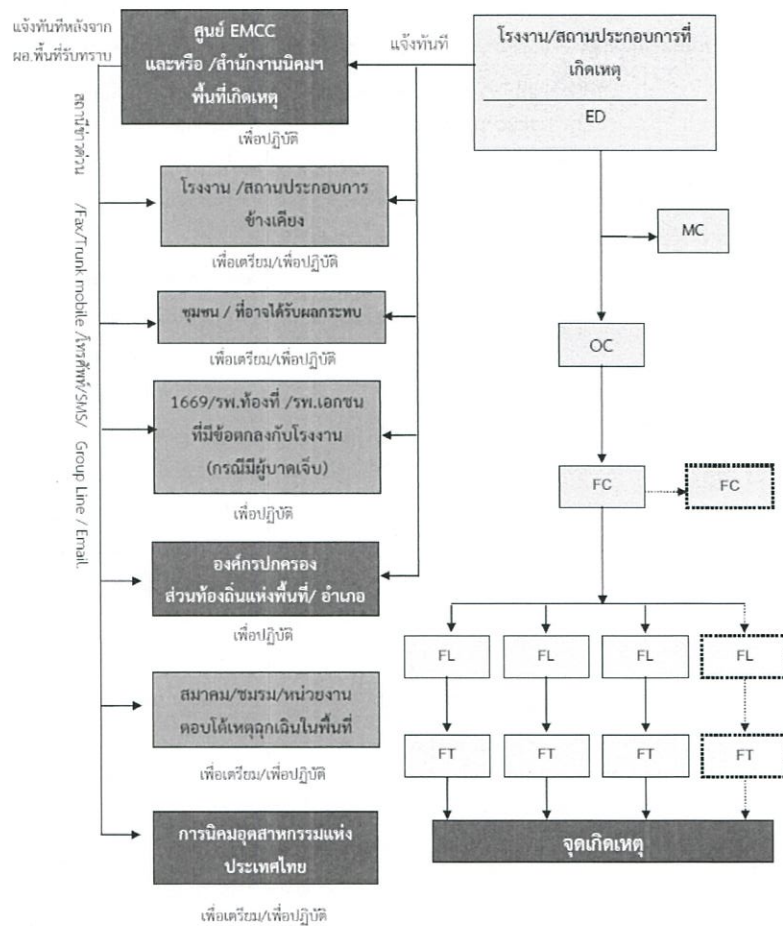 แจ้งทันทีหลังจาก
ผอ.พื้นที่รับทราบ
สถานีข่าวด่วน /Fax/Trunk mobile /โทรศัพท์/SMS/ Group Line / Email.
ศูนย์ EMCC
และหรือ /สำนักงานนิคมฯ
พื้นที่เกิดเหตุ
เพื่อปฏิบัติ
แจ้งทันที
โรงงาน/สถานประกอบการที่
เกิดเหตุ
ED
โรงงาน /สถานประกอบการ
ข้างเคียง
เพื่อเตรียม/เพื่อปฏิบัติ
ชุมชน / ที่อาจได้รับผลกระทบ
เพื่อเตรียม/เพื่อปฏิบัติ
1669/รพ.ท้องที่ /รพ.เอกชน
ที่มีข้อตกลงกับโรงงาน
(กรณีมีผู้บาดเจ็บ)
เพื่อปฏิบัติ
องค์กรปกครอง
ส่วนท้องถิ่นแห่งพื้นที่/ อำเภอ
เพื่อปฏิบัติ
สมาคม/ชมรม/หน่วยงาน
ตอบโต้เหตุฉุกเฉินในพื้นที่
เพื่อเตรียม/เพื่อปฏิบัติ
การนิคมอุตสาหกรรมแห่ง
ประเทศไทย
เพื่อเตรียม/เพื่อปฏิบัติ
MC
OC
FC FC
FL FL FL FL
FT FT FT FT
จุดเกิดเหตุ